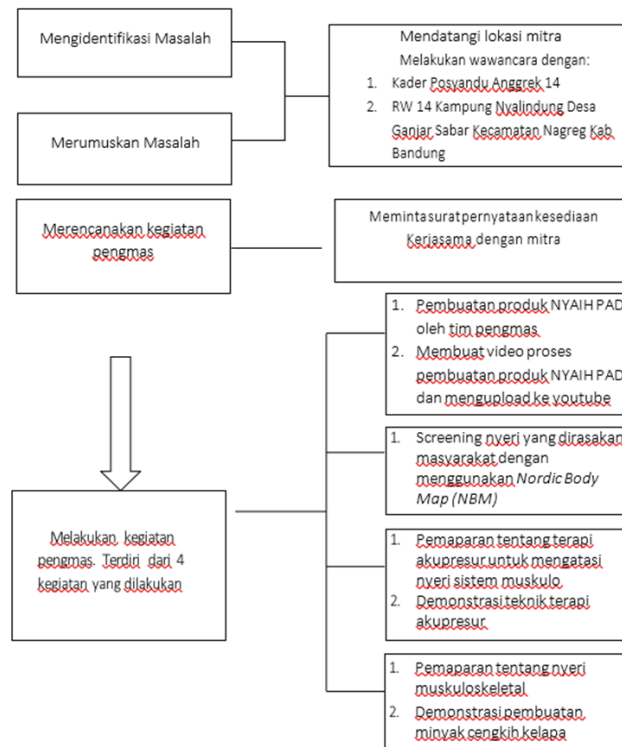 Mengidentifikasi Masalah
Merumuskan Masalah
Mendatangi lokasi mitra
Melakukan wawancara dengan:
1. Kader Posyandu Anggrek 14
2. RW 14 Kampung Nyalindung Desa
Ganjar Sabar Kecamatan Nagreg Kab
Bandung
Merencanakan kegiatan
pengmas
Memintasuratpernyataankesediaan
Kerjasama dengan mitra
Melakukan kegiatan
pengmas. Terdiri dari 4
kegiatan yang dilakukan
1. Pembuatan produk NYAIH PAD
oleh tim pengmas
2. Membuat video proses
pembuatan produk NYAIH PAD
dan mengupload ke youtube
1. Screening nyeri yang dirasakan
masyarakat dengan
menggunakan Nordic Body
Map (NBM)
1. Pemaparan tentang terapi
akupresur untuk mengatasi
nyeri sistem muskulo
2. Demonstrasi teknik terapi
akupresur
1. Pemaparan tentang nyeri
muskuloskeletal
2. Demonstrasi pembuatan
minyak cengkih kelapa